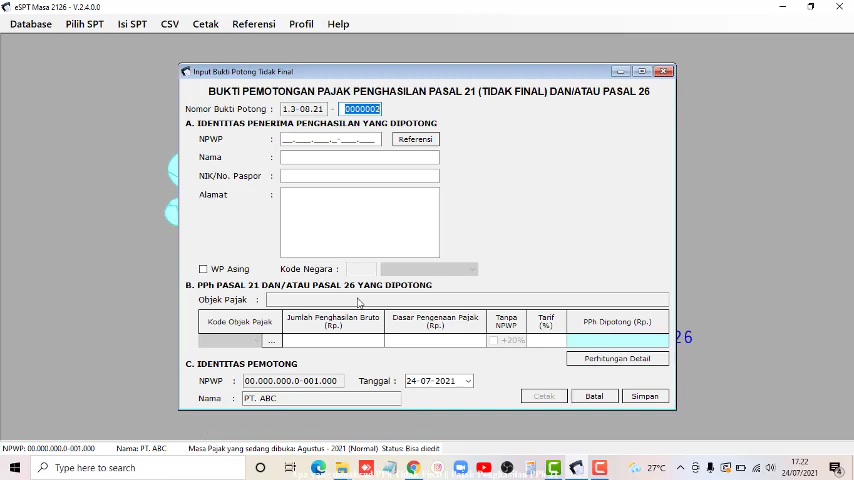 eSPT Masa 2126 - V.2.4.0.0
Database Pilih SPT Isi SPT CSV Cetak Referensi Profil Help
Input Bukti Potong Tidak Final
BUKTI PEMOTONGAN PAJAK PENGHASILAN PASAL 21 (TIDAK FINAL) DAN/ATAU PASAL 26
Nomor Bukti Potong : 1.3-08.21 - 0000002
A. IDENTITAS PENERIMA PENGHASILAN YANG DIPOTONG
NPWP : __.___.___._-___.___ Referensi
Nama :
NIK/No. Paspor :
Alamat :
WP Asing Kode Negara :
B. PPh PASAL 21 DAN/ATAU PASAL 26 YANG DIPOTONG
Objek Pajak :
Kode Objek Pajak Jumlah Penghasilan Bruto (Rp.) Dasar Pengenaan Pajak (Rp.) Tanpa NPWP Tarif (%) PPh Dipotong (Rp.)
... +20%
26
Perhitungan Detail
C. IDENTITAS PEMOTONG
NPWP : 00.000.000.0-001.000 Tanggal : 24-07-2021
Nama : PT. ABC Cetak Batal Simpan
NPWP: 00.000.000.0-001.000 Nama: PT. ABC Masa Pajak yang sedang dibuka: Agustus - 2021 (Normal) Status: Bisa diedit
Type here to search 27°C 17.22
24/07/2021 4